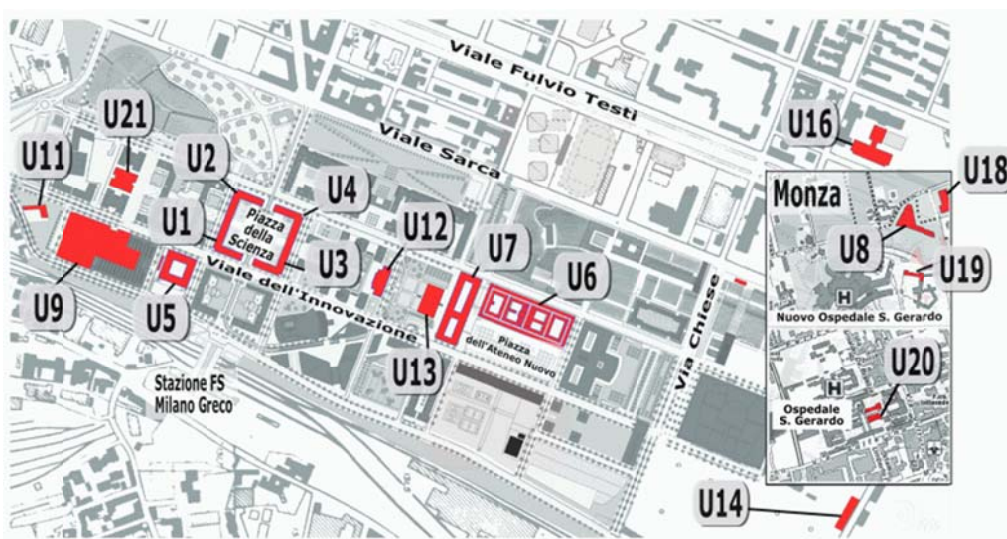 Viale Fulvio Testi
Viale Sarca
U16
U21
U11
U2
U4
U18
Monza
U1
Piazza
della
Scienza
U12
U7
U8
U3
U6
U19
U9
U5
Viale dell'Innovazione
Via Chiese
H
Nuovo Ospedale S. Gerardo
U13
Piazza
dell'Ateneo Nuovo
Stazione FS
Milano Greco
H
U20
Ospedale
S. Gerardo
U14